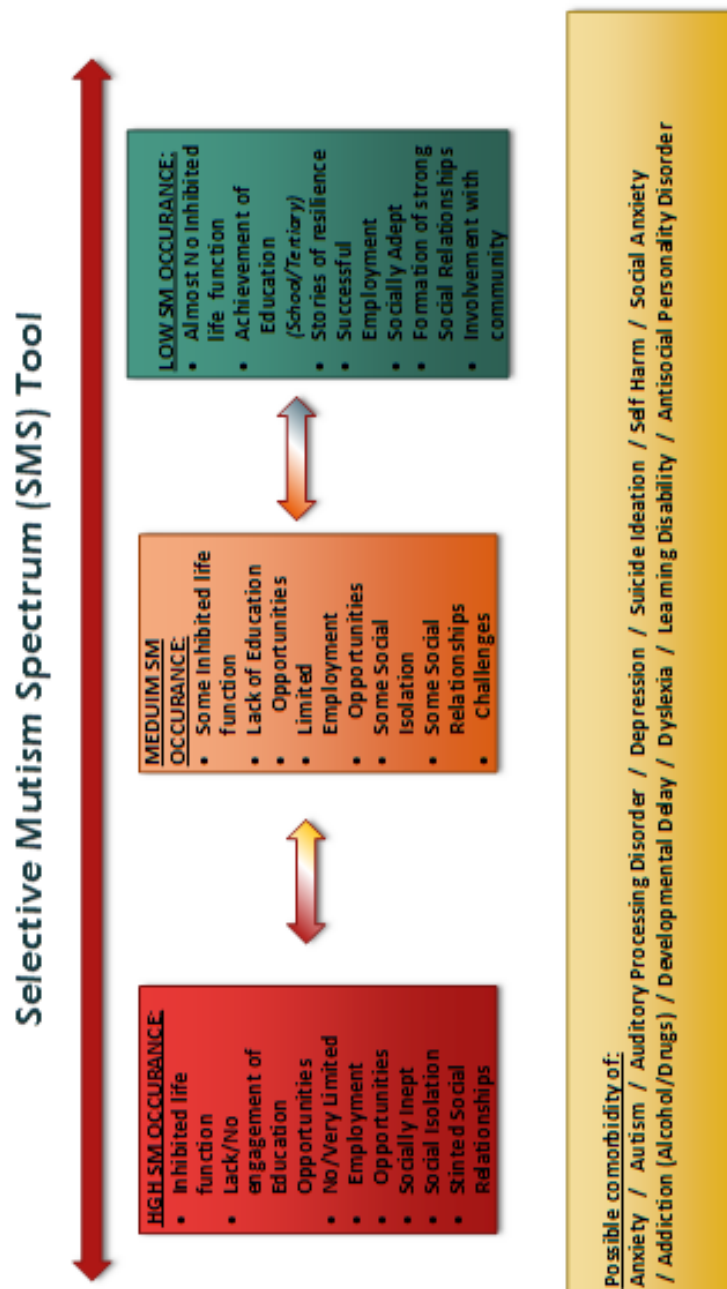 Selective Mutism Spectrum (SMS) Tool
HGH SM OCCURANCE:
• Inhibited life
function
• Lack/No
engagement of
Education
Opportunities
• No/Very Limited
• Employment
• Opportunities
• Socially Inept
• Social Isolation
• Stinted Social
Relationships
MEDUIM SM
OCCURANCE:
• Some Inhibited life
function
• Lack of Education
• Opportunities
• Limited
Employment
• Opportunities
• Some Social
Isolation
• Some Social
Relationships
• Challenges
LOW SM OCCURANCE:
• Almost No Inhibited
life function
• Achievement of
Education
(School/Tertiary)
• Stories of resilience
• Successful
Employment
• Socially Adept
• Formation of strong
Social Relationships
• Involvement with
community
Possible comorbidity of:
Anxiety / Autism / Auditory Processing Disorder / Depression / Suicide Ideation / Self Harm / Social Anxiety
/ Addiction (Alcohol/Drugs) / Developmental Delay / Dyslexia / Learning Disability / Antisocial Personality Disorder